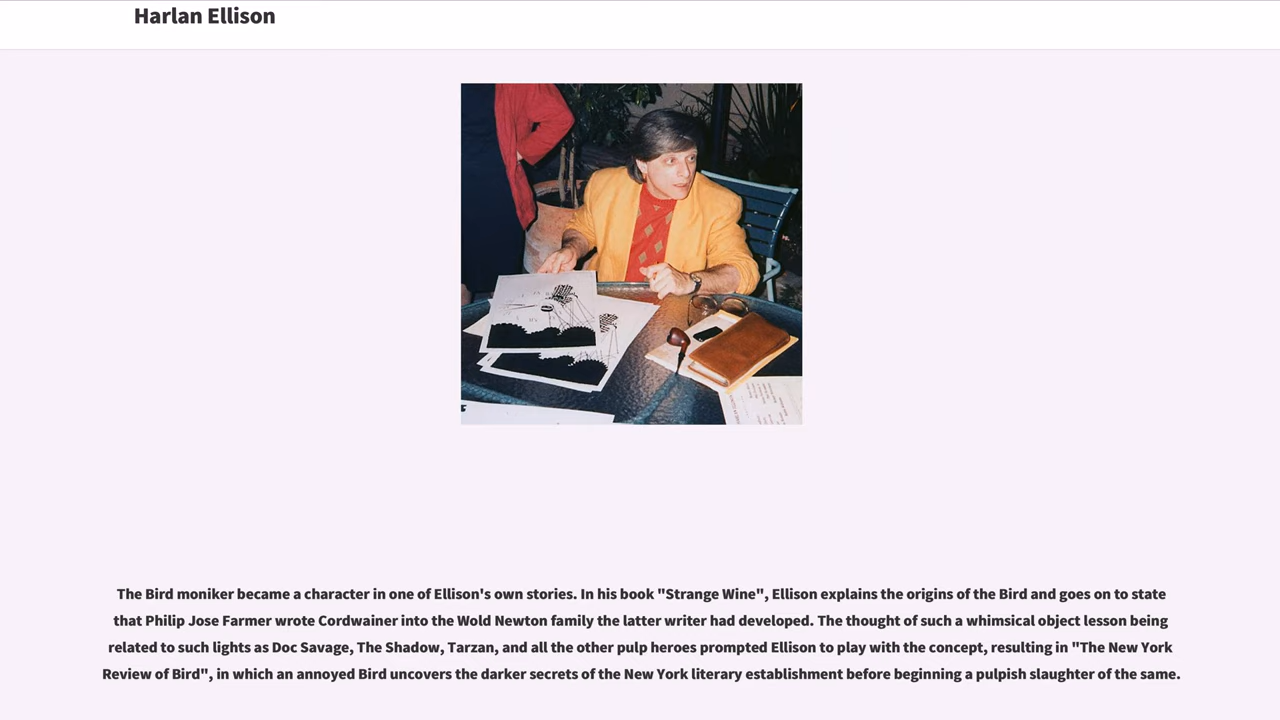 Harlan Ellison
The Bird moniker became a character in one of Ellison's own stories. In his book "Strange Wine", Ellison explains the origins of the Bird and goes on to state
that Philip Jose Farmer wrote Cordwainer into the Wold Newton family the latter writer had developed. The thought of such a whimsical object lesson being
related to such lights as Doc Savage, The Shadow, Tarzan, and all the other pulp heroes prompted Ellison to play with the concept, resulting in "The New York
Review of Bird", in which an annoyed Bird uncovers the darker secrets of the New York literary establishment before beginning a pulpish slaughter of the same.